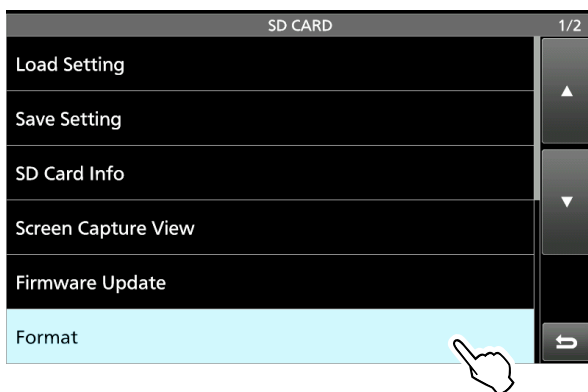 SD CARD 1/2
Load Setting
Save Setting
SD Card Info
Screen Capture View
Firmware Update
Format